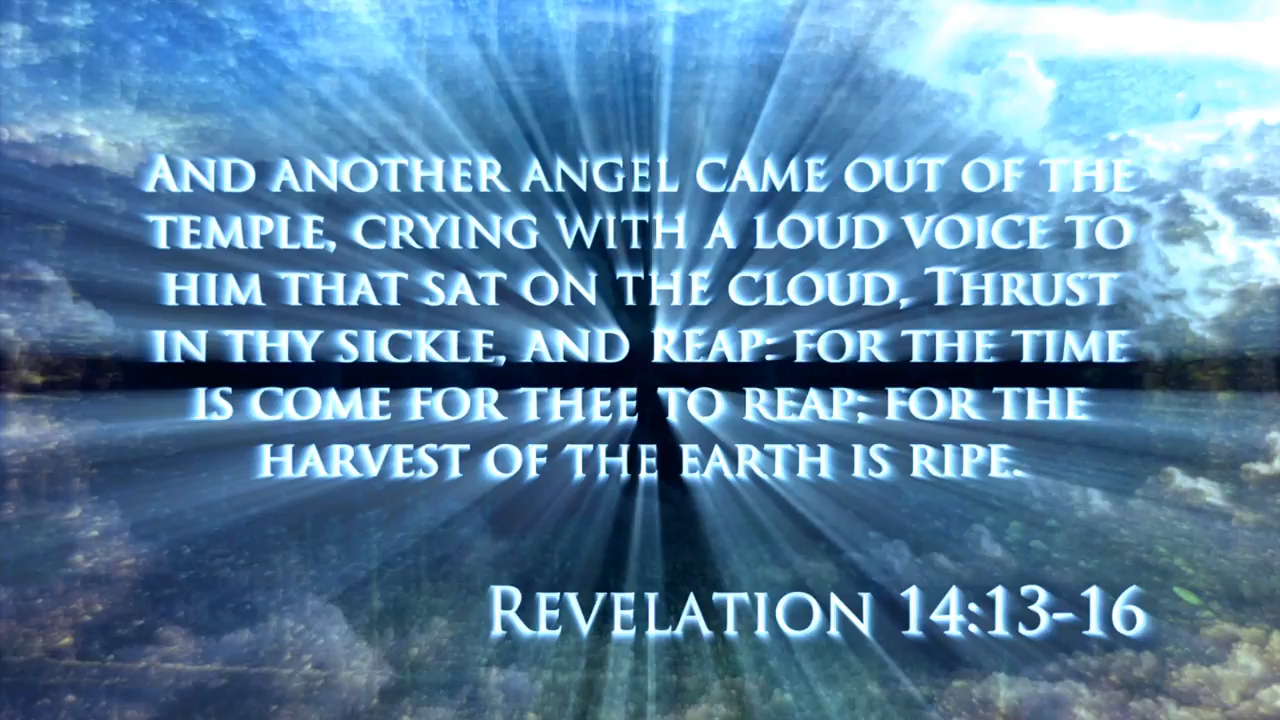 And another angel came out of the
temple, crying with a loud voice to
him that sat on the cloud, Thrust
in thy sickle, and reap: for the time
is come for thee to reap; for the
harvest of the earth is ripe.
Revelation 14:13-16